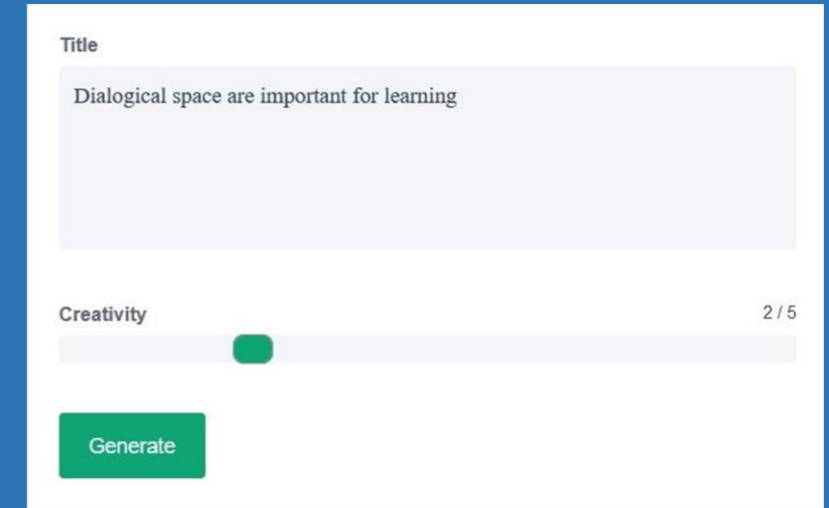 Title
Dialogical space are important for learning
Creativity 2 / 5
Generate